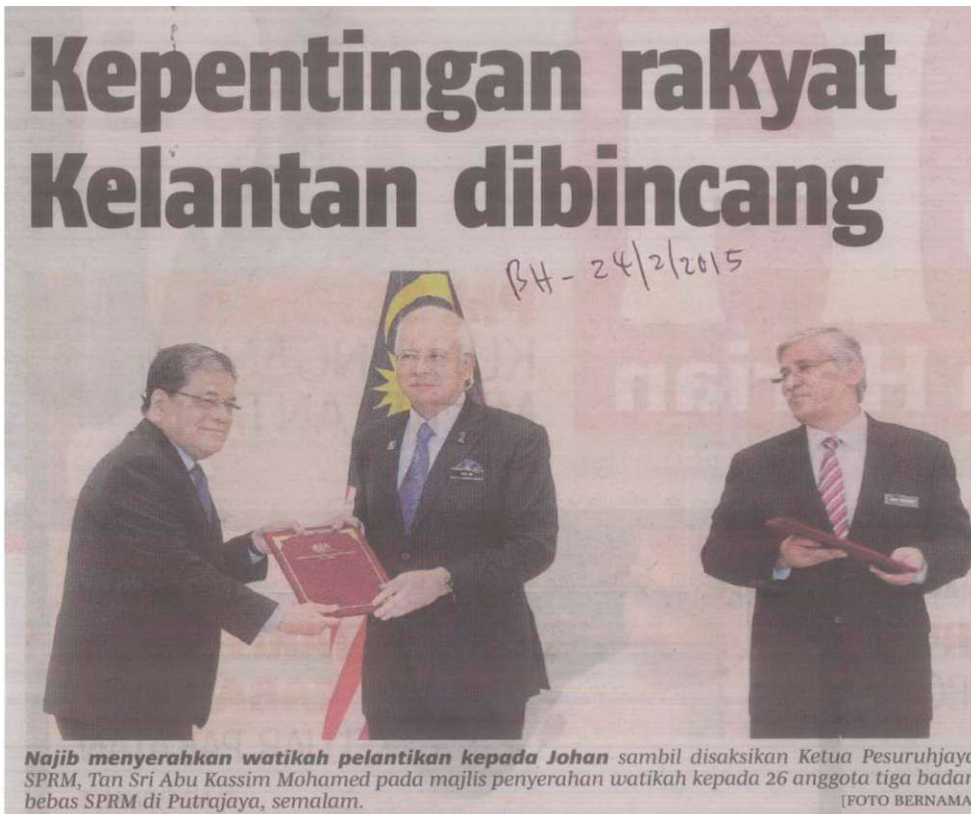 Kepentingan rakyat
Kelantan dibincang
BH - 24/2/2015
Najib menyerahkan watikah pelantikan kepada Johan sambil disaksikan Ketua Pesuruhjaya
SPRM, Tan Sri Abu Kassim Mohamed pada majlis penyerahan watikah kepada 26 anggota tiga badan
bebas SPRM di Putrajaya, semalam.
[FOTO BERNAMA